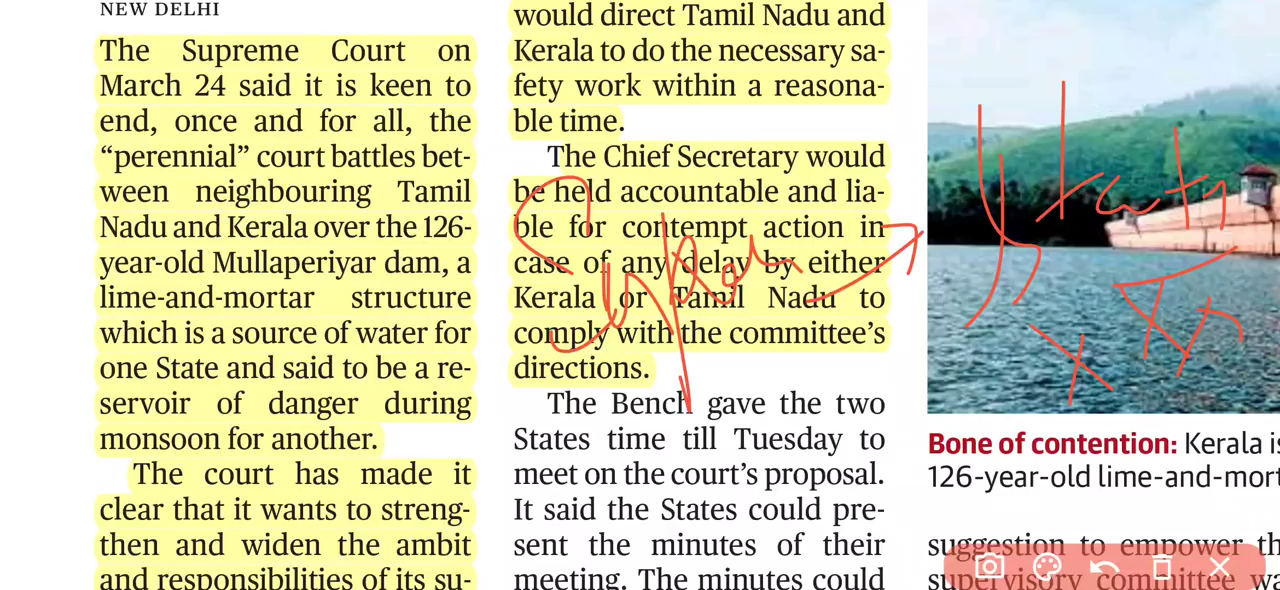 NEW DELHI
The Supreme Court on
March 24 said it is keen to
end, once and for all, the
“perennial” court battles bet-
ween neighbouring Tamil
Nadu and Kerala over the 126-
year-old Mullaperiyar dam, a
lime-and-mortar structure
which is a source of water for
one State and said to be a re-
servoir of danger during
monsoon for another.
The court has made it
clear that it wants to streng-
then and widen the ambit
and responsibilities of its su-
would direct Tamil Nadu and
Kerala to do the necessary sa-
fety work within a reasona-
ble time.
The Chief Secretary would
be held accountable and lia-
ble for contempt action in
case of any delay by either
Kerala or Tamil Nadu to
comply with the committee’s
directions.
The Bench gave the two
States time till Tuesday to
meet on the court’s proposal.
It said the States could pre-
sent the minutes of their
meeting. The minutes could
Bone of contention: Kerala is
126-year-old lime-and-mort
suggestion to empower th
supervisory committee wa